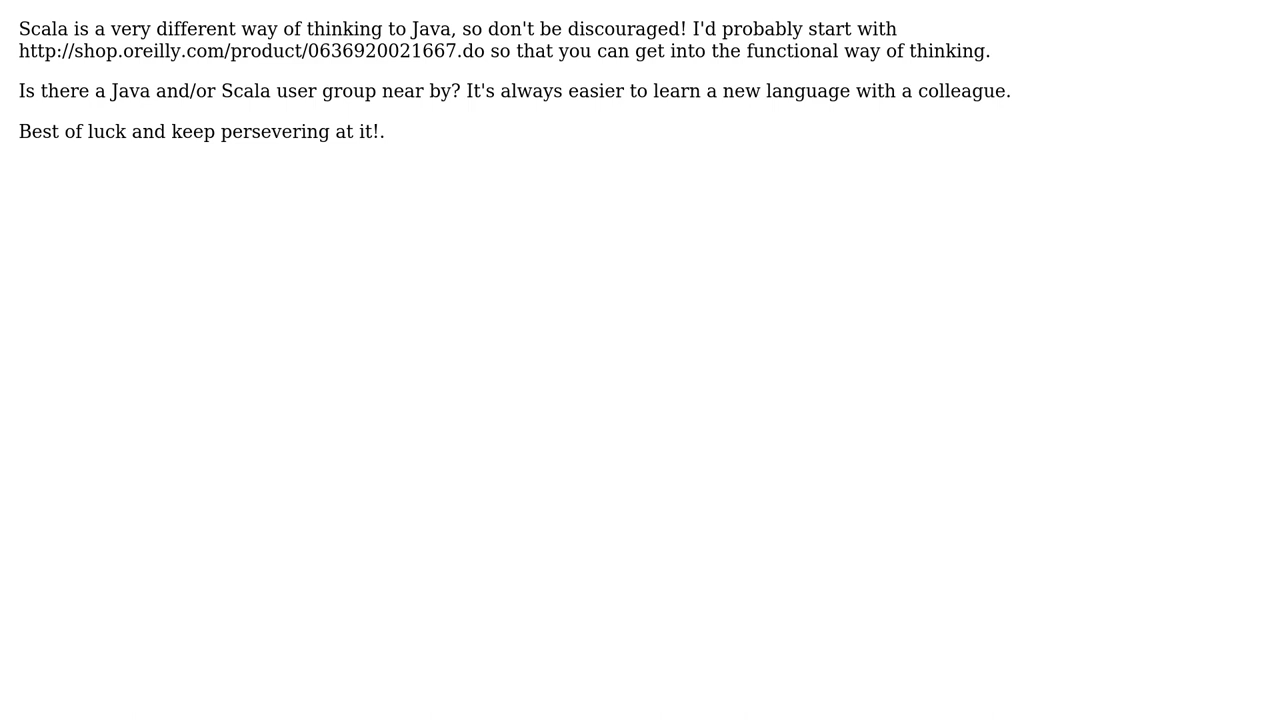 Scala is a very different way of thinking to Java, so don't be discouraged! I'd probably start with
http://shop.oreilly.com/product/0636920021667.do so that you can get into the functional way of thinking.
Is there a Java and/or Scala user group near by? It's always easier to learn a new language with a colleague.
Best of luck and keep persevering at it!.